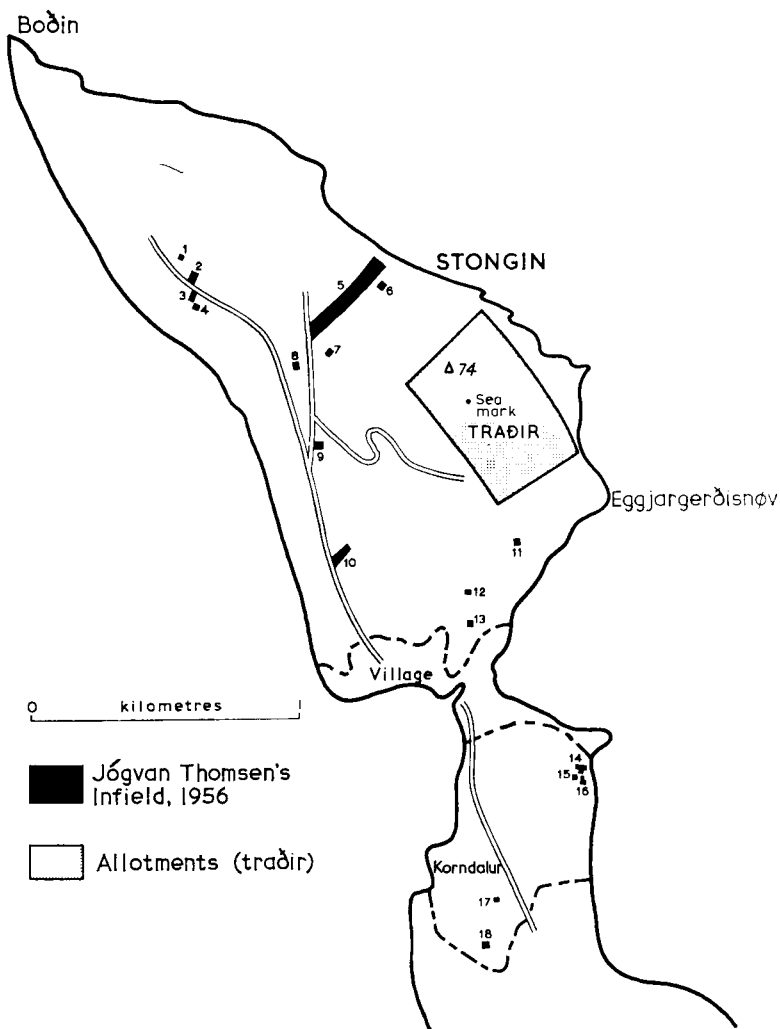 Boðin
STONGIN
1
2
3
4
5
6
7
8
74
Sea
mark
TRAÐIR
9
Eggjargerðisnøv
10
11
12
13
Village
0 kilometres 1
Jógvan Thomsen's
Infield, 1956
14
15
16
Allotments (traðir)
Korndalur
17
18